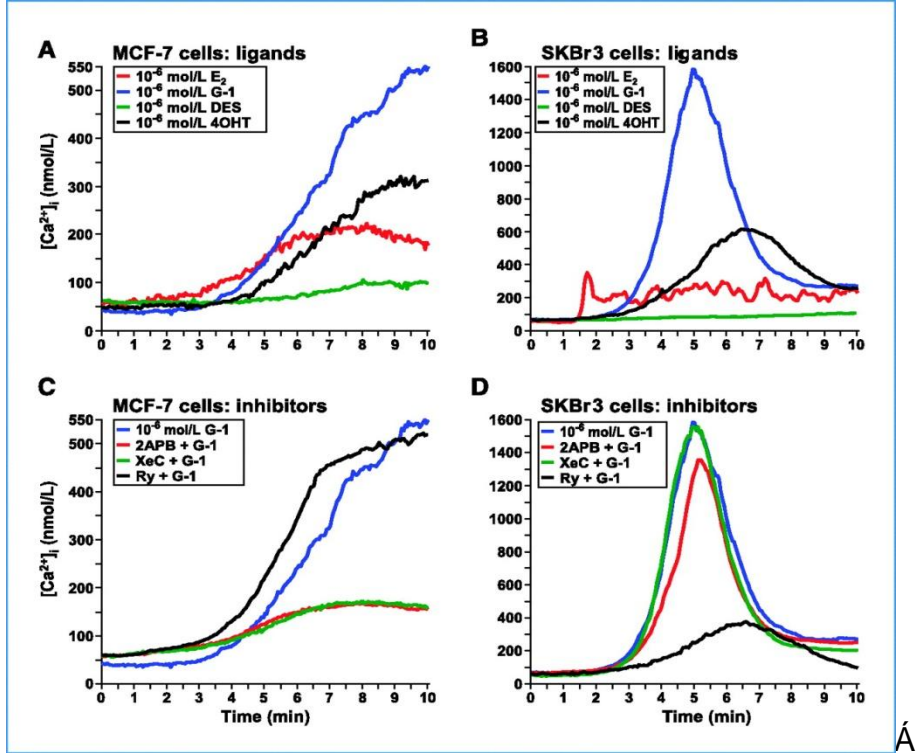 A
MCF-7 cells: ligands
10⁻⁶ mol/L E₂
10⁻⁶ mol/L G-1
10⁻⁶ mol/L DES
10⁻⁶ mol/L 4OHT
[Ca²⁺]ᵢ (nmol/L)
550
500
400
300
200
100
0
0 1 2 3 4 5 6 7 8 9 10
B
SKBr3 cells: ligands
10⁻⁶ mol/L E₂
10⁻⁶ mol/L G-1
10⁻⁶ mol/L DES
10⁻⁶ mol/L 4OHT
1600
1400
1200
1000
800
600
400
200
0
0 1 2 3 4 5 6 7 8 9 10
C
MCF-7 cells: inhibitors
10⁻⁶ mol/L G-1
2APB + G-1
XeC + G-1
Ry + G-1
[Ca²⁺]ᵢ (nmol/L)
550
500
400
300
200
100
0
0 1 2 3 4 5 6 7 8 9 10
Time (min)
D
SKBr3 cells: inhibitors
10⁻⁶ mol/L G-1
2APB + G-1
XeC + G-1
Ry + G-1
1600
1400
1200
1000
800
600
400
200
0
0 1 2 3 4 5 6 7 8 9 10
Time (min)
Á